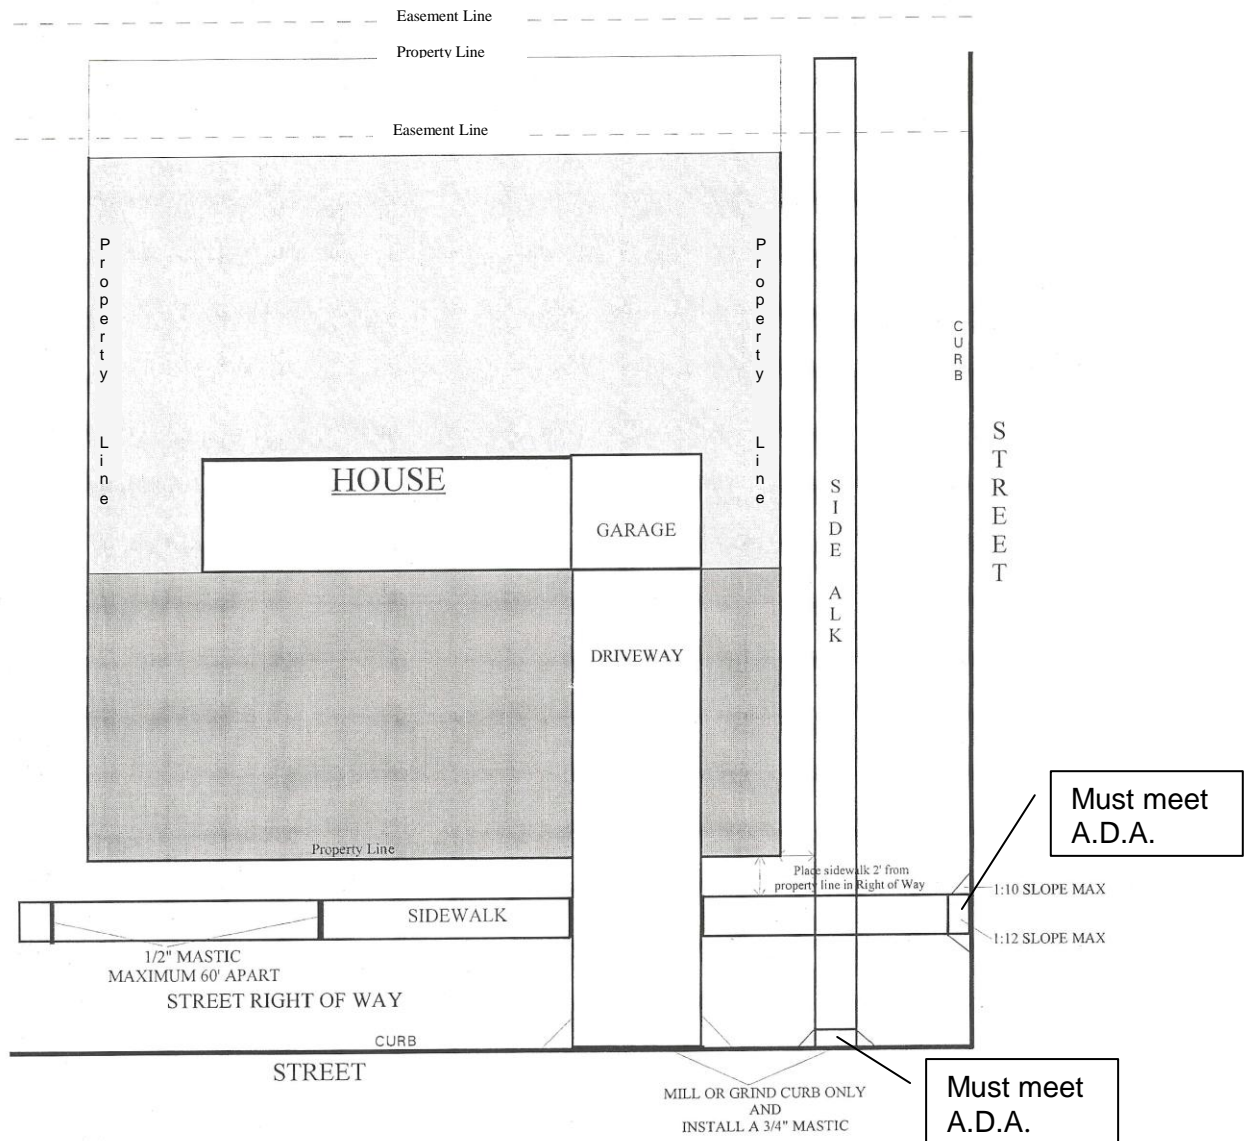 Easement Line
Property Line
Easement Line
Property Line
Property Line
CURB
STREET
HOUSE
GARAGE
SIDE ALK
DRIVEWAY
Must meet
A.D.A.
Property Line
Place sidewalk 2' from
property line in Right of Way
1:10 SLOPE MAX
SIDEWALK
1:12 SLOPE MAX
1/2" MASTIC
MAXIMUM 60' APART
STREET RIGHT OF WAY
CURB
STREET
MILL OR GRIND CURB ONLY
AND
INSTALL A 3/4" MASTIC
Must meet
A.D.A.